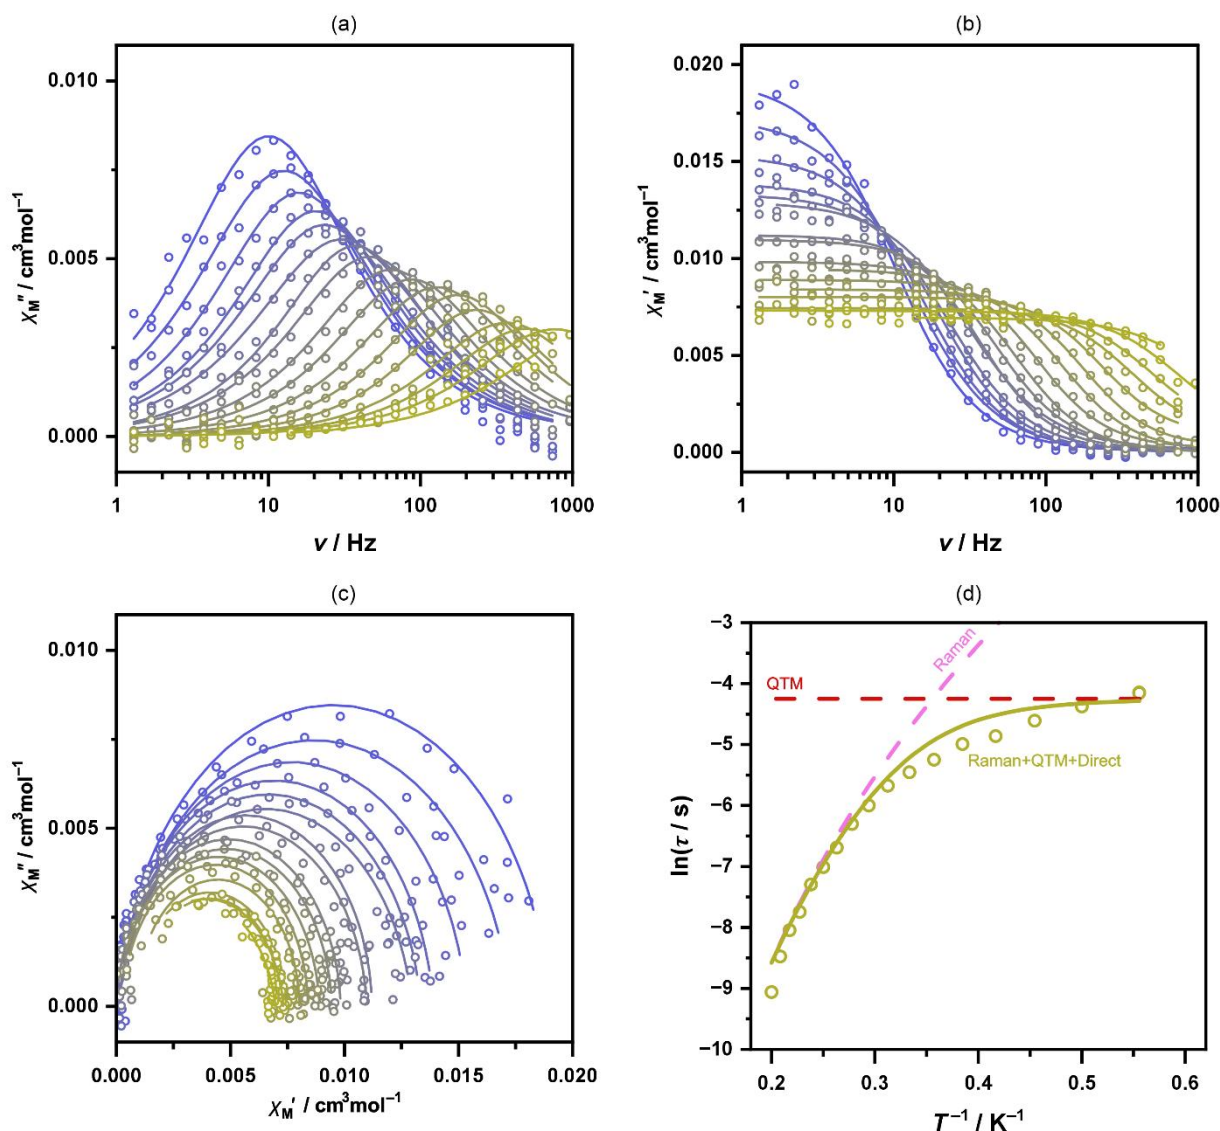 (a)
0.010
0.005
0.000
χM″ / cm³mol⁻¹
1 10 100 1000
ν / Hz
(b)
0.020
0.015
0.010
0.005
0.000
χM′ / cm³mol⁻¹
1 10 100 1000
ν / Hz
(c)
0.010
0.005
0.000
χM″ / cm³mol⁻¹
0.000 0.005 0.010 0.015 0.020
χM′ / cm³mol⁻¹
(d)
−3
−4
−5
−6
−7
−8
−9
−10
ln(τ / s)
Raman
QTM
Raman+QTM+Direct
0.2 0.3 0.4 0.5 0.6
T⁻¹ / K⁻¹